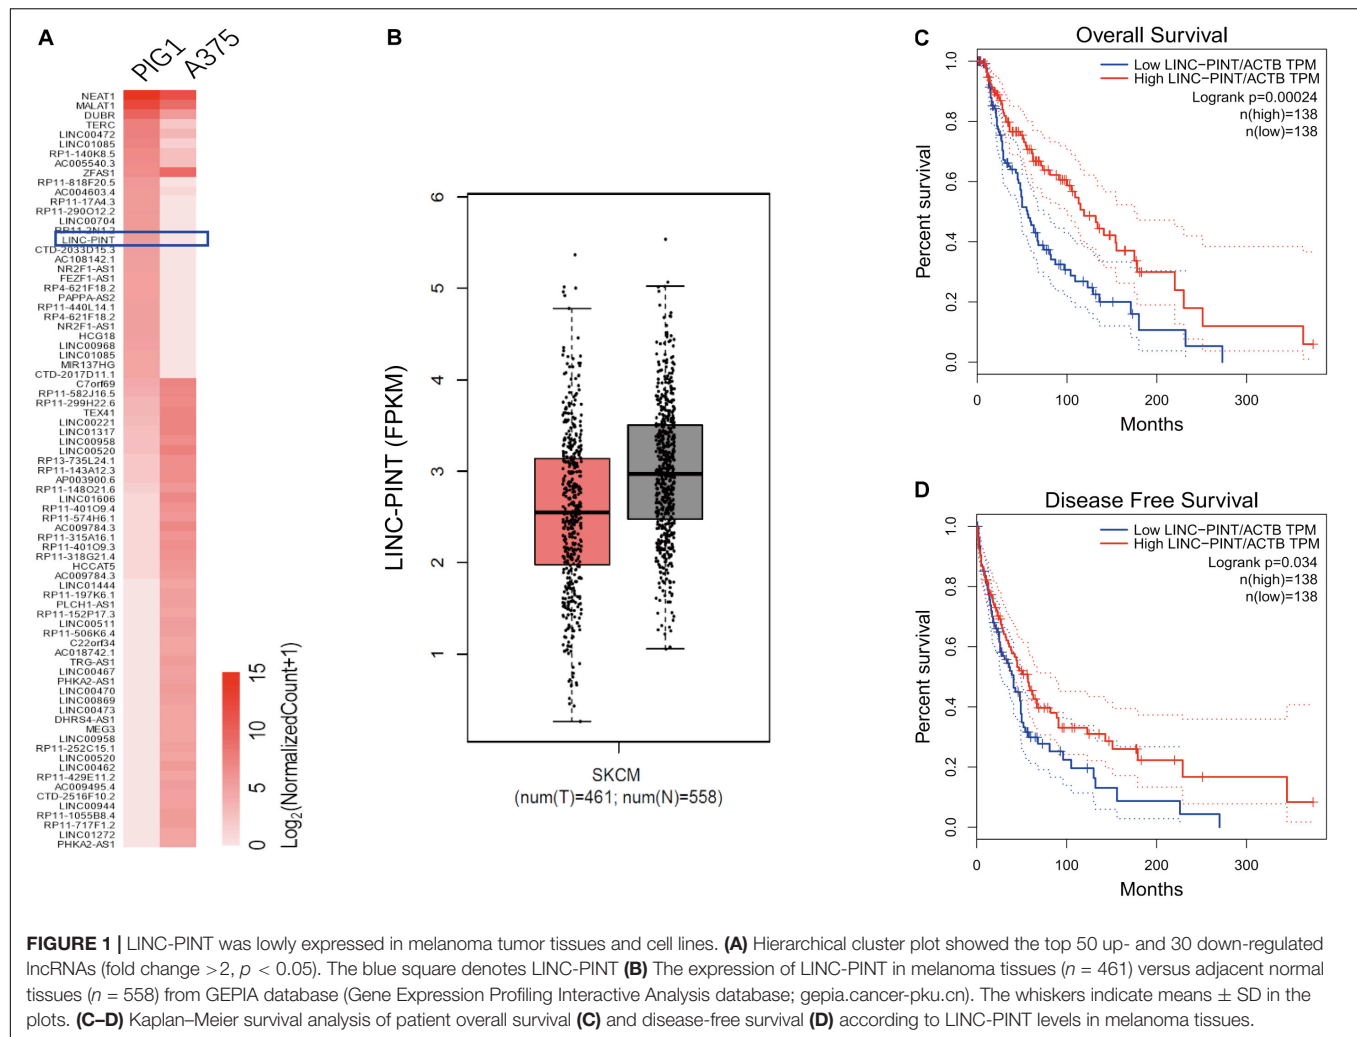 A
PIG1
A375
NEAT1
MALAT1
DUBR
TERC
LINC00472
LINC01085
RP1-140K8.5
AC005540.3
ZFAS1
RP11-818F20.5
AC004603.4
RP11-17A4.3
RP11-290O12.2
LINC00704
RP11-2N1.2
LINC-PINT
CTD-2033D15.3
AC108142.1
NR2F1-AS1
FEZF1-AS1
RP4-621F18.2
PAPPA-AS2
RP11-440L14.1
RP4-621F18.2
NR2F1-AS1
HCG18
LINC00968
LINC01085
MIR137HG
CTD-2017D11.1
C7orf69
RP11-582J16.5
RP11-299H22.6
TEX41
LINC00221
LINC01317
LINC00958
LINC00520
RP13-735L24.1
RP11-143A12.3
AP003900.6
RP11-148O21.6
LINC01606
RP11-401O9.4
RP11-574H6.1
AC009784.3
RP11-315A16.1
RP11-401O9.3
RP11-318G21.4
HCCAT5
AC009784.3
LINC01444
RP11-197K6.1
PLCH1-AS1
RP11-152P17.3
LINC00511
RP11-506K6.4
C22orf34
AC018742.1
TRG-AS1
LINC00467
PHKA2-AS1
LINC00470
LINC00869
LINC00473
DHRS4-AS1
MEG3
LINC00958
RP11-252C15.1
LINC00520
LINC00462
RP11-429E11.2
AC009495.4
CTD-2516F10.2
LINC00944
RP11-1055B8.4
RP11-717F1.2
LINC01272
PHKA2-AS1
15
10
5
0
Log2(NormalizedCount+1)
B
LINC-PINT (FPKM)
6
5
4
3
2
1
SKCM
(num(T)=461; num(N)=558)
C
Overall Survival
Low LINC−PINT/ACTB TPM
High LINC−PINT/ACTB TPM
Logrank p=0.00024
n(high)=138
n(low)=138
Percent survival
1.0
0.8
0.6
0.4
0.2
0.0
0 100 200 300
Months
D
Disease Free Survival
Low LINC−PINT/ACTB TPM
High LINC−PINT/ACTB TPM
Logrank p=0.034
n(high)=138
n(low)=138
Percent survival
1.0
0.8
0.6
0.4
0.2
0.0
0 100 200 300
Months
FIGURE 1 | LINC-PINT was lowly expressed in melanoma tumor tissues and cell lines. (A) Hierarchical cluster plot showed the top 50 up- and 30 down-regulated
lncRNAs (fold change >2, p < 0.05). The blue square denotes LINC-PINT (B) The expression of LINC-PINT in melanoma tissues (n = 461) versus adjacent normal
tissues (n = 558) from GEPIA database (Gene Expression Profiling Interactive Analysis database; gepia.cancer-pku.cn). The whiskers indicate means ± SD in the
plots. (C–D) Kaplan–Meier survival analysis of patient overall survival (C) and disease-free survival (D) according to LINC-PINT levels in melanoma tissues.